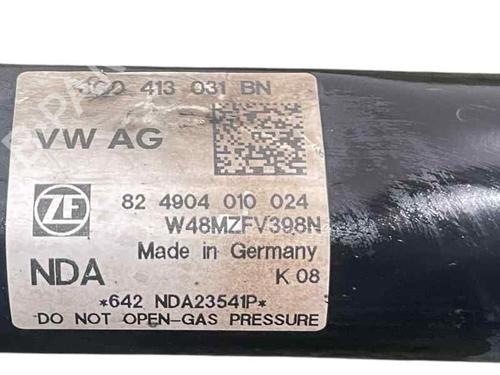 413 031 BN
VW AG
ZF
82 4904 010 024
W48MZFV398N
Made in Germany
NDA
K 08
*642 NDA23541P*
DO NOT OPEN-GAS PRESSURE